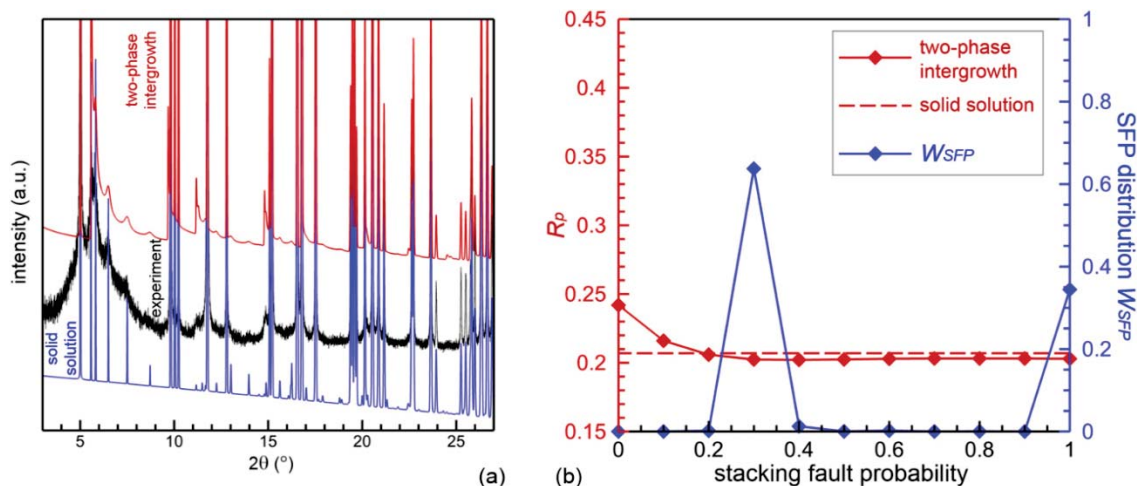 two-phase
intergrowth
experiment
solid
solution
intensity (a.u.)
5
10
15
20
25
2θ (°)
(a)
0.45
0.4
0.35
0.3
0.25
0.2
0.15
R_p
two-phase
intergrowth
solid solution
W_SFP
1
0.8
0.6
0.4
0.2
0
SFP distribution W_SFP
0
0.2
0.4
0.6
0.8
1
stacking fault probability
(b)